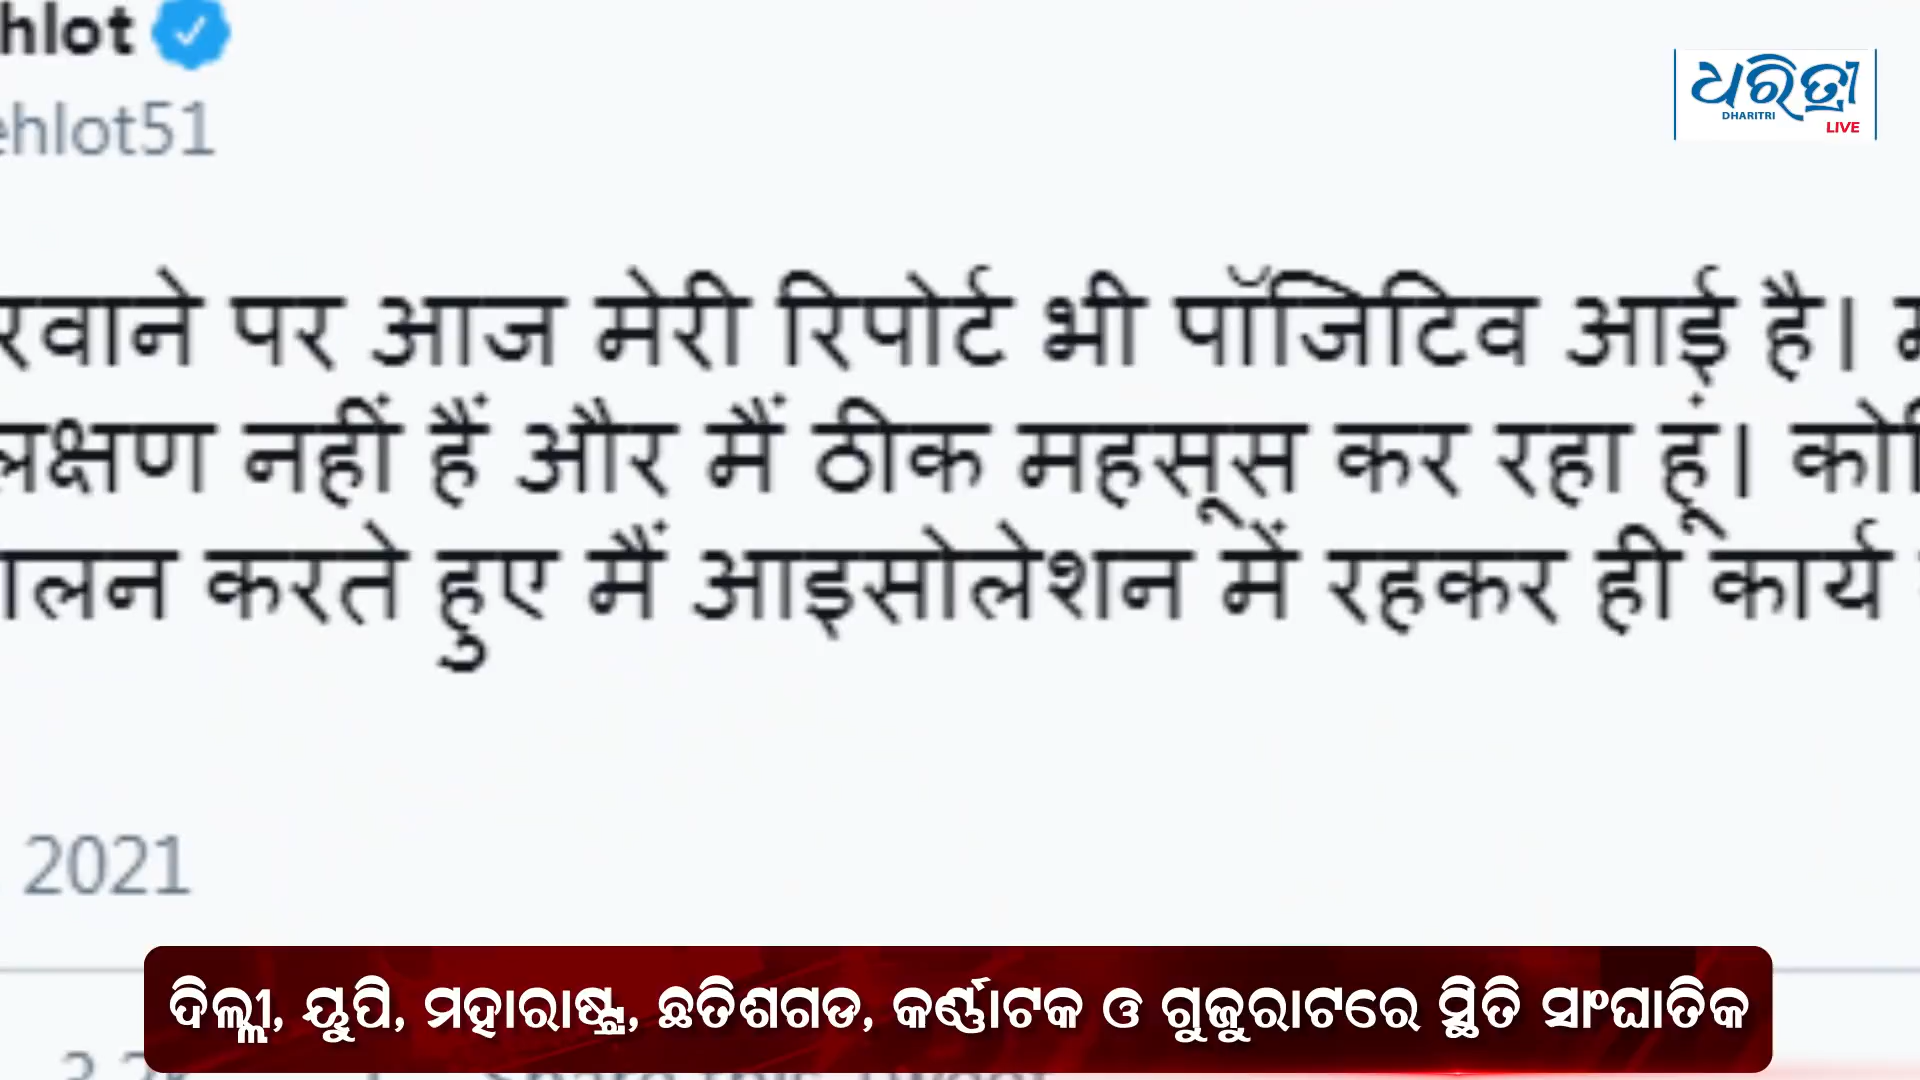 hlot
ehlot51
ଧରିତ୍ରୀ
DHARITRI
LIVE
रवाने पर आज मेरी रिपोर्ट भी पॉजिटिव आई है।
लक्षण नहीं हैं और मैं ठीक महसूस कर रहा हूं।
ालन करते हुए मैं आइसोलेशन में रहकर ही कार्य
2021
ଦିଲ୍ଲୀ, ୟୁପି, ମହାରାଷ୍ଟ୍ର, ଛତିଶଗଡ, କର୍ଣ୍ଣାଟକ ଓ ଗୁଜୁରାଟରେ ସ୍ଥିତି ସାଂଘାତିକ